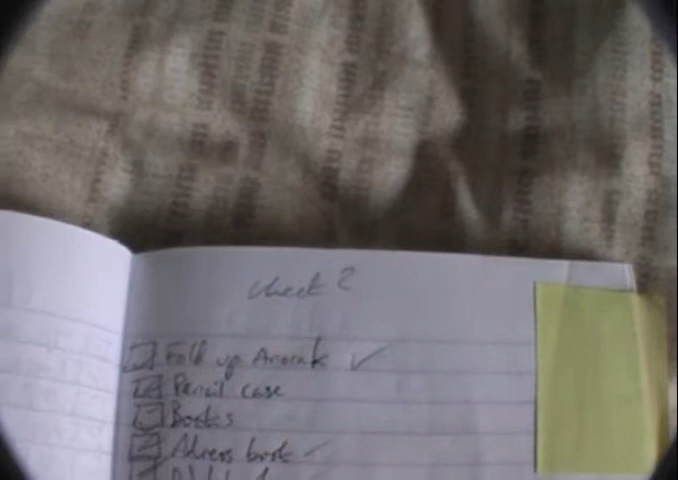 check 2
Fold up Anorak ✓
Pencil case
Books
Adress book ✓